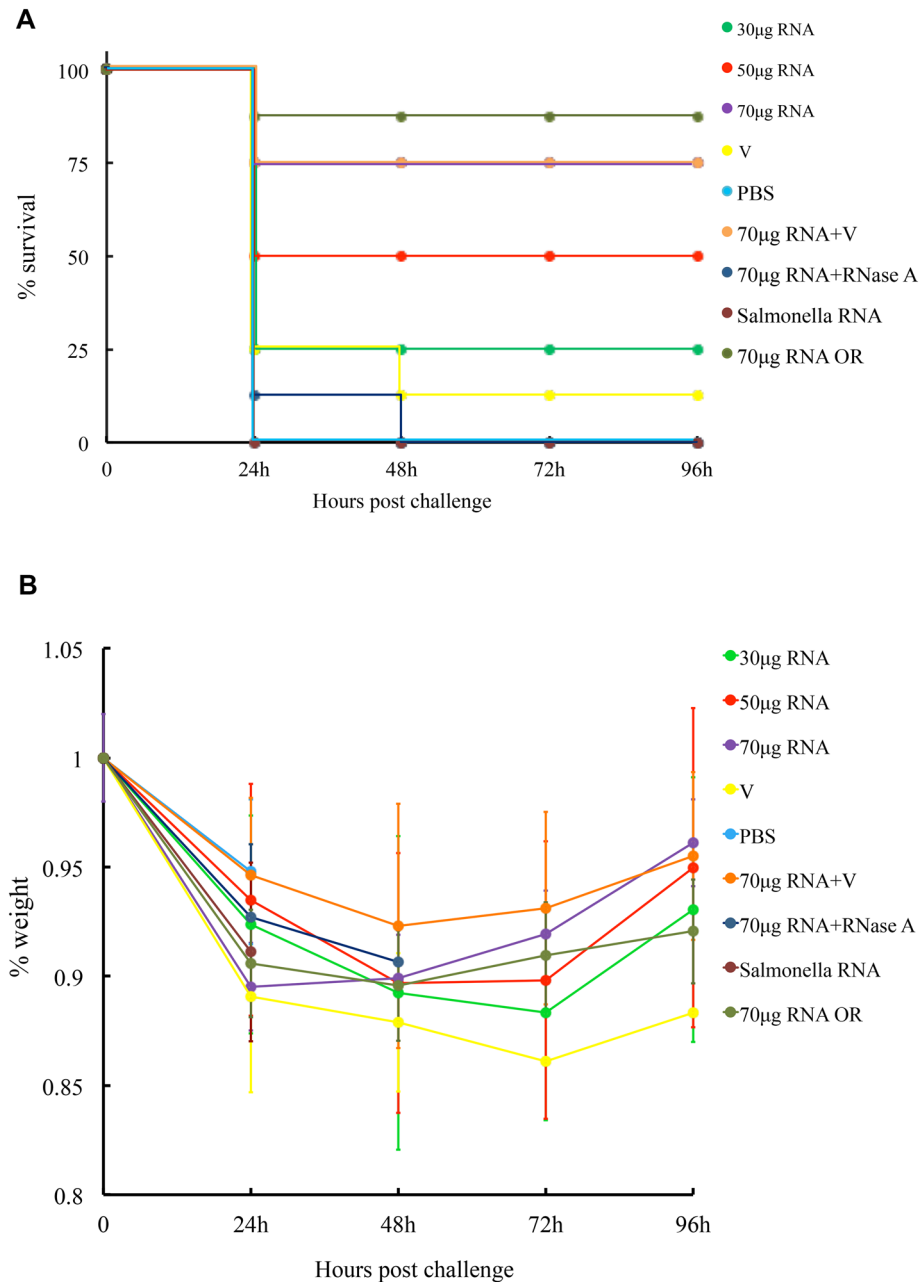 A
100
75
50
25
0
% survival
0 24h 48h 72h 96h
Hours post challenge
30μg RNA
50μg RNA
70μg RNA
V
PBS
70μg RNA+V
70μg RNA+RNase A
Salmonella RNA
70μg RNA OR
B
1.05
1
0.95
0.9
0.85
0.8
% weight
0 24h 48h 72h 96h
Hours post challenge
30μg RNA
50μg RNA
70μg RNA
V
PBS
70μg RNA+V
70μg RNA+RNase A
Salmonella RNA
70μg RNA OR